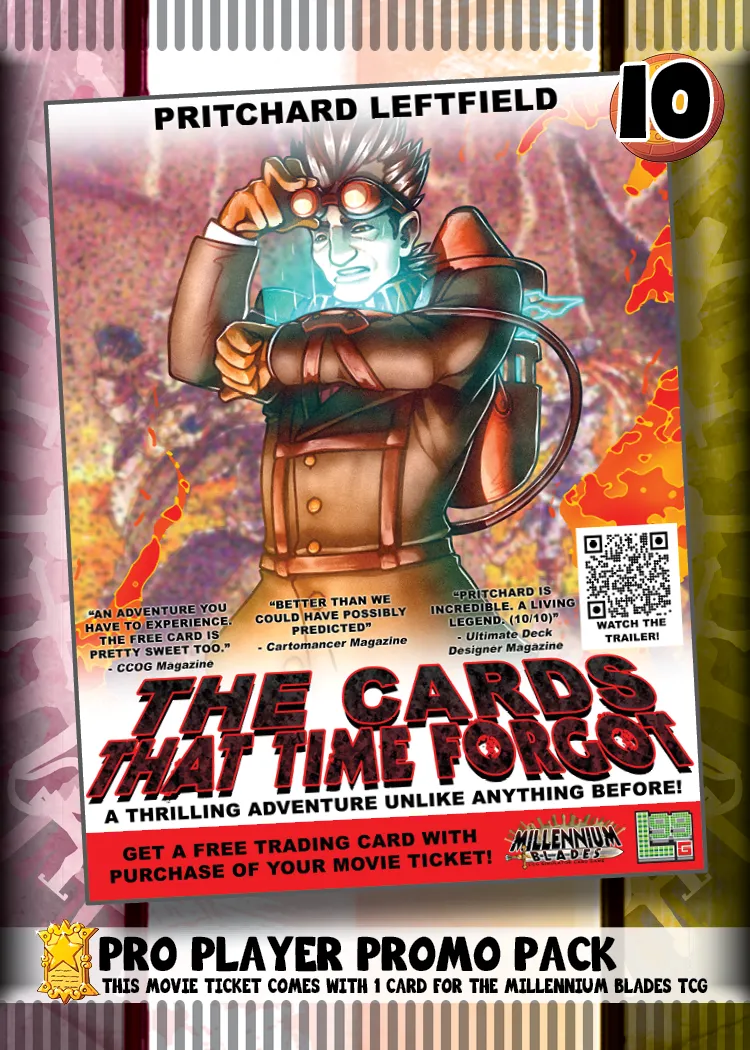 10
PRITCHARD LEFTFIELD
"AN ADVENTURE YOU
HAVE TO EXPERIENCE.
THE FREE CARD IS
PRETTY SWEET TOO."
- CCOG Magazine
"BETTER THAN WE
COULD HAVE POSSIBLY
PREDICTED"
- Cartomancer Magazine
"PRITCHARD IS
INCREDIBLE. A LIVING
LEGEND. (10/10)"
- Ultimate Deck
Designer Magazine
WATCH THE
TRAILER!
THE CARDS
THAT TIME FORGOT
A THRILLING ADVENTURE UNLIKE ANYTHING BEFORE!
GET A FREE TRADING CARD WITH
PURCHASE OF YOUR MOVIE TICKET!
MILLENNIUM
BLADES
L99
G
PRO PLAYER PROMO PACK
THIS MOVIE TICKET COMES WITH 1 CARD FOR THE MILLENNIUM BLADES TCG